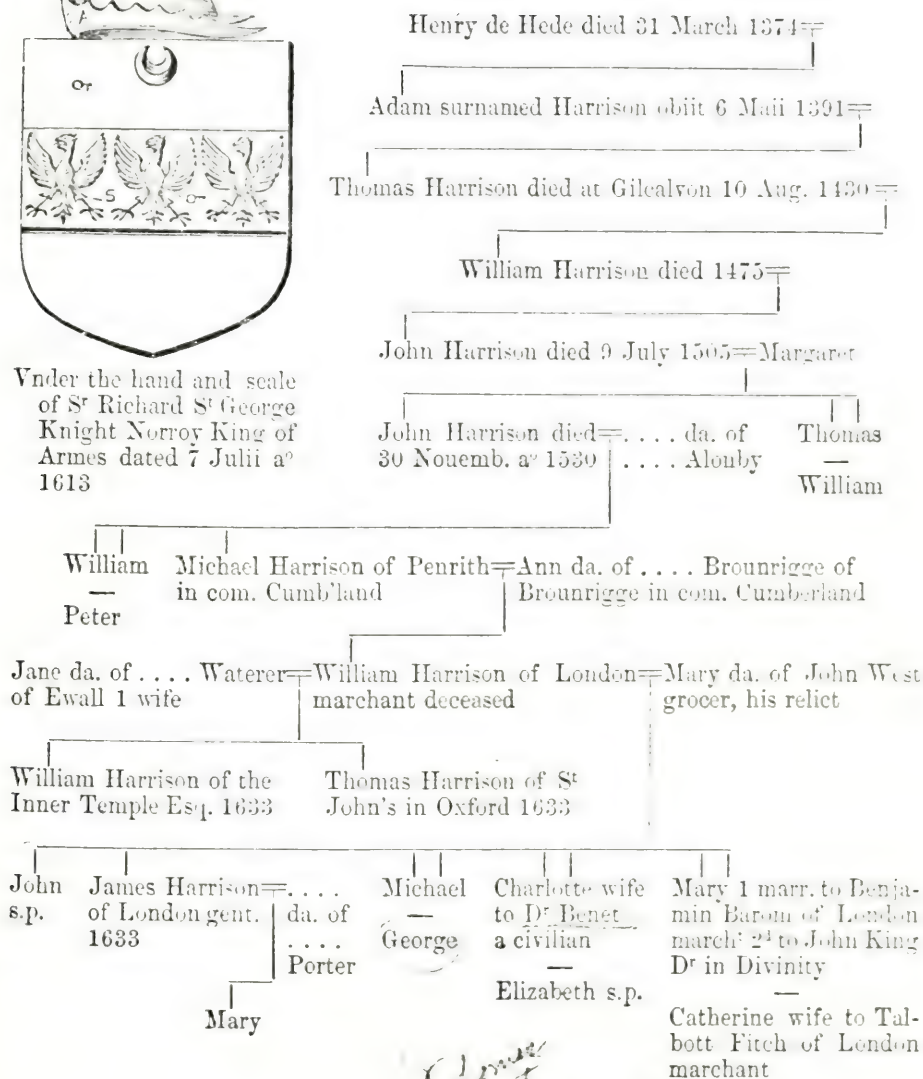 A
Or
S
o
Henry de Hede died 31 March 1374
Adam surnamed Harrison obiit 6 Maii 1391
Thomas Harrison died at Gilcalvon 10 Aug. 1430
William Harrison died 1475
John Harrison died 9 July 1505=Margaret
Vnder the hand and seale
of Sʳ Richard Sᵗ George
Knight Norroy King of
Armes dated 7 Julii aᵒ
1613
John Harrison died=. . . . da. of
30 Nouemb. aᵒ 1530 . . . . Alonby
Thomas
—
William
William
—
Peter
Michael Harrison of Penrith=Ann da. of . . . . Brounrigge of
in com. Cumb'land Brounrigge in com. Cumberland
Jane da. of . . . . Waterer=William Harrison of London=Mary da. of John West
of Ewall 1 wife marchant deceased grocer, his relict
William Harrison of the
Inner Temple Esq. 1633
Thomas Harrison of Sᵗ
John's in Oxford 1633
John
s.p.
James Harrison=. . . .
of London gent. da. of
1633 . . . .
Porter
Mary
Michael
—
George
Charlotte wife
to Dʳ Benet
a civilian
—
Elizabeth s.p.
Mary 1 marr. to Benja-
min Barom of London
march: 2ᵈ to John King
Dʳ in Divinity
—
Catherine wife to Tal-
bott Fitch of London
marchant